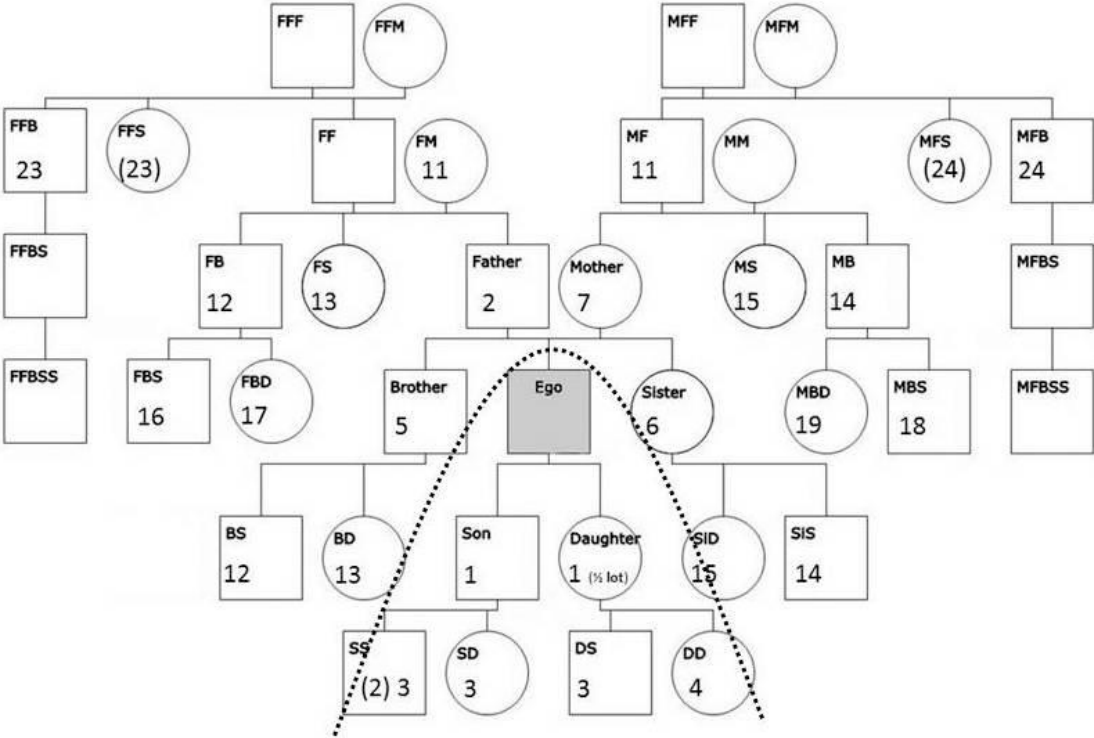 FFF
FFM
MFF
MFM
FFB
23
FFS
(23)
FF
FM
11
MF
11
MM
MFS
(24)
MFB
24
FFBS
FB
12
FS
13
Father
2
Mother
7
MS
15
MB
14
MFBS
FFBSS
FBS
16
FBD
17
Brother
5
Ego
Sister
6
MBD
19
MBS
18
MFBSS
BS
12
BD
13
Son
1
Daughter
1 (½ lot)
SID
15
SIS
14
SS
(2) 3
SD
3
DS
3
DD
4